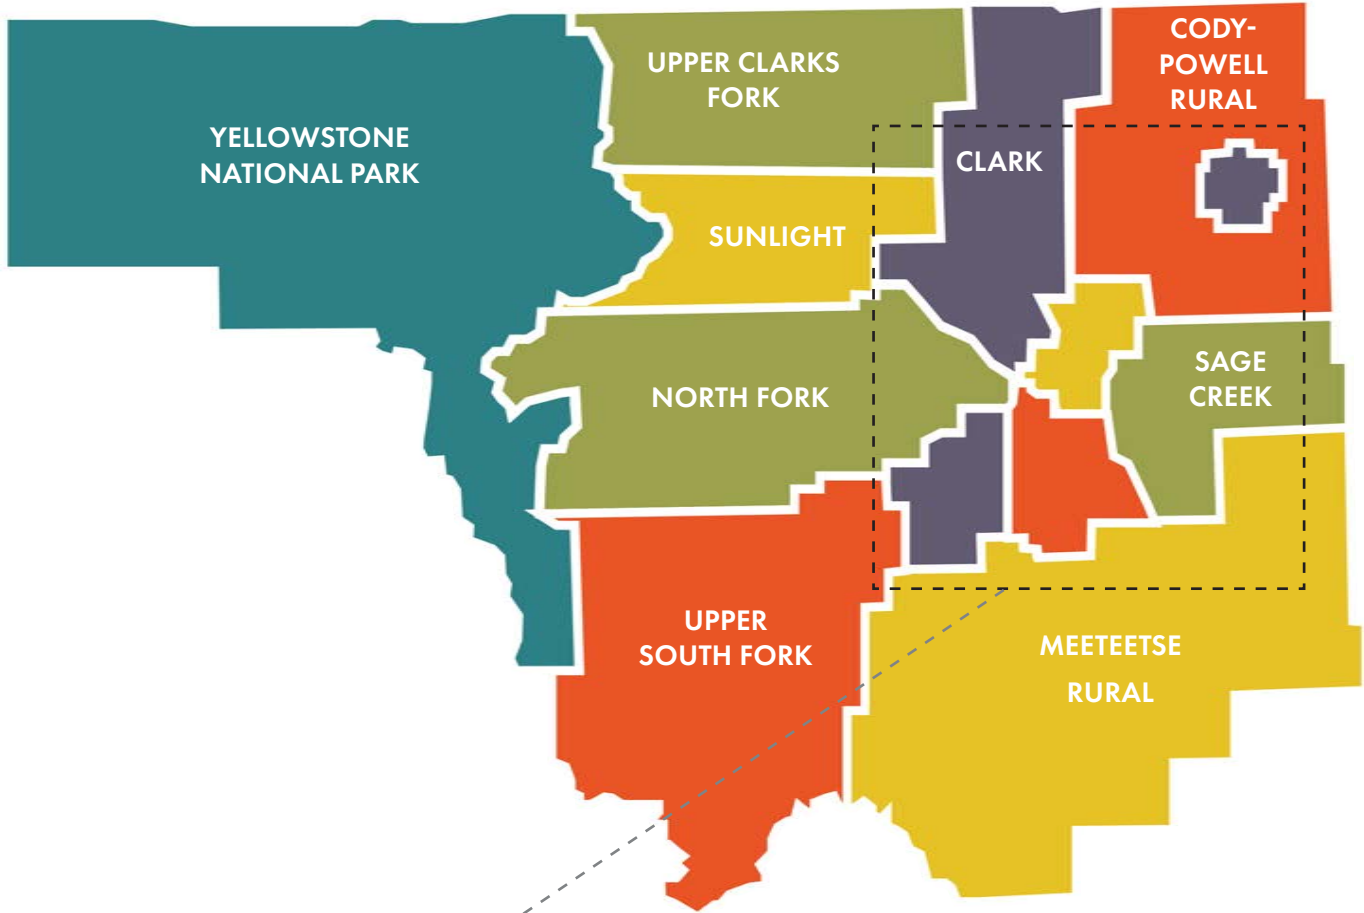 YELLOWSTONE
NATIONAL PARK
UPPER CLARKS
FORK
CLARK
CODY-
POWELL
RURAL
SUNLIGHT
NORTH FORK
SAGE
CREEK
UPPER
SOUTH FORK
MEETEETSE
RURAL